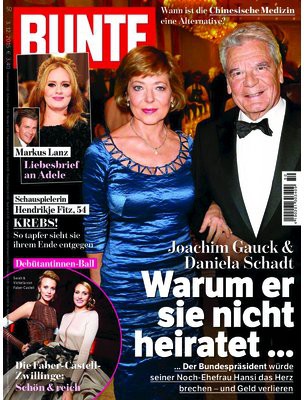 Wann ist die Chinesische Medizin
eine Alternative?
BUNTE
Markus Lanz
Liebesbrief
an Adele
Schauspielerin
Hendrikje Fitz, 54
KREBS!
So tapfer sieht sie
ihrem Ende entgegen
Debütantinnen-Ball
Die Faber-Castell-
Zwillinge:
Schön & reich
Joachim Gauck &
Daniela Schadt
Warum er
sie nicht
heiratet ...
... Der Bundespräsident würde
seiner Noch-Ehefrau Hansi das Herz
brechen – und Geld verlieren